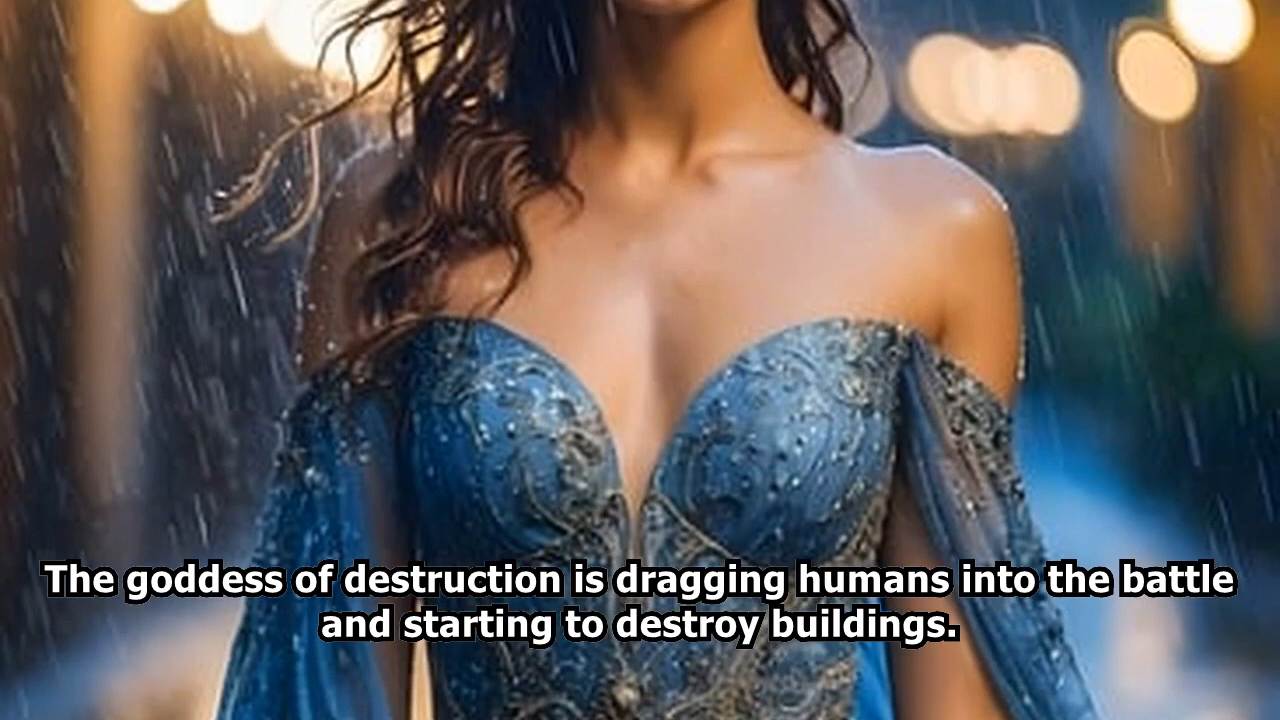 The goddess of destruction is dragging humans into the battle
and starting to destroy buildings.